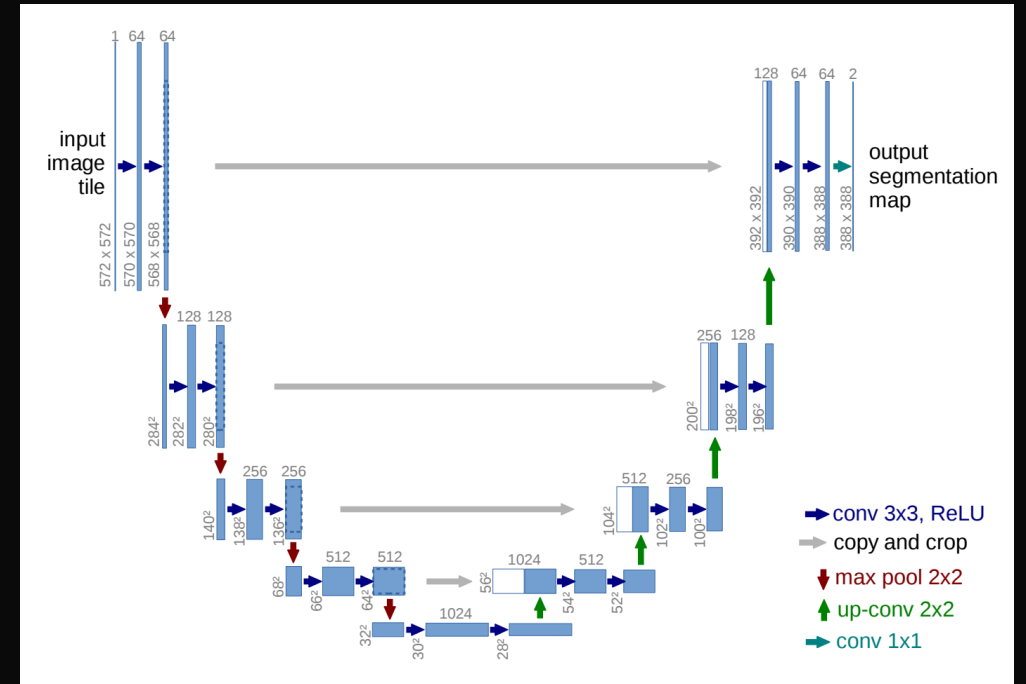 1 64 64
128 64 64 2
input
image
tile
output
segmentation
map
572 x 572
570 x 570
568 x 568
392 x 392
390 x 390
388 x 388
388 x 388
128 128
256 128
284²
282²
280²
200²
198²
196²
256 256
512 256
140²
138²
136²
104²
102²
100²
512 512
1024 512
68²
66²
64²
56²
54²
52²
1024
32²
30²
28²
conv 3x3, ReLU
copy and crop
max pool 2x2
up-conv 2x2
conv 1x1